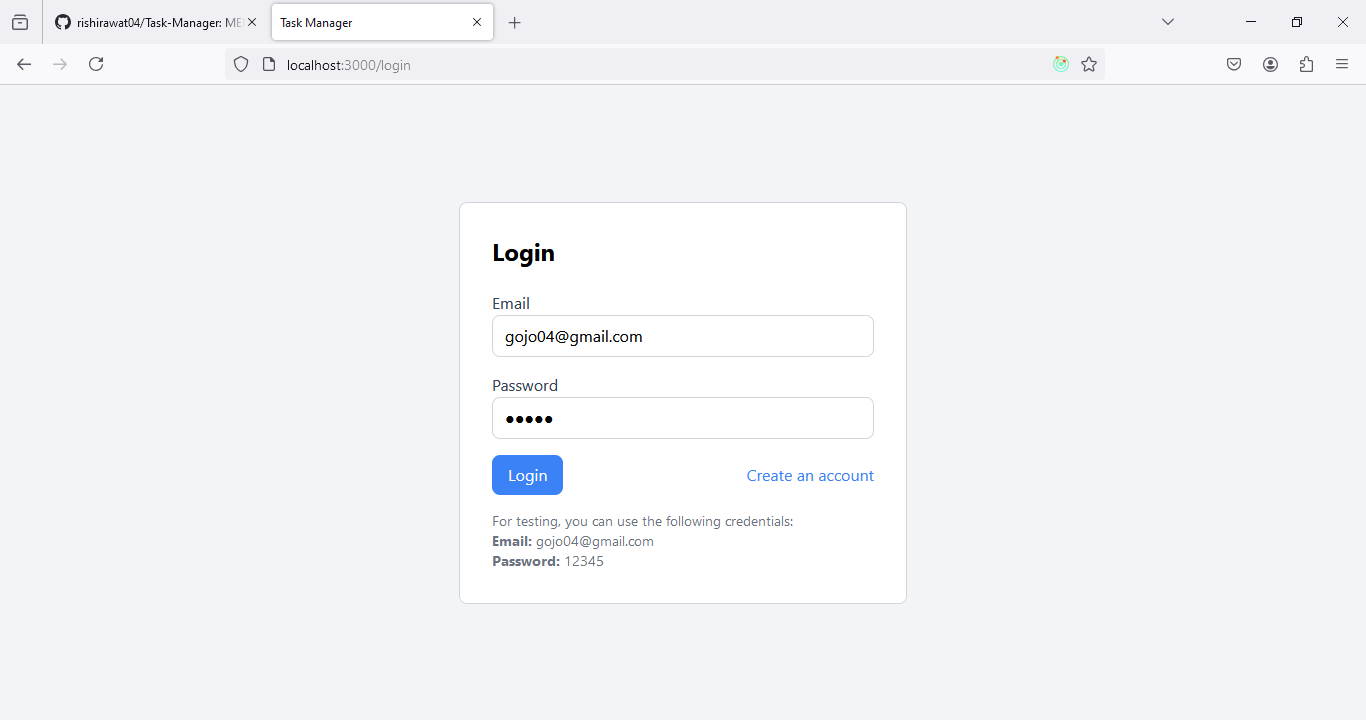 rishirawat04/Task-Manager: ME
Task Manager
localhost:3000/login
Login
Email
gojo04@gmail.com
Password
●●●●●
Login
Create an account
For testing, you can use the following credentials:
Email: gojo04@gmail.com
Password: 12345